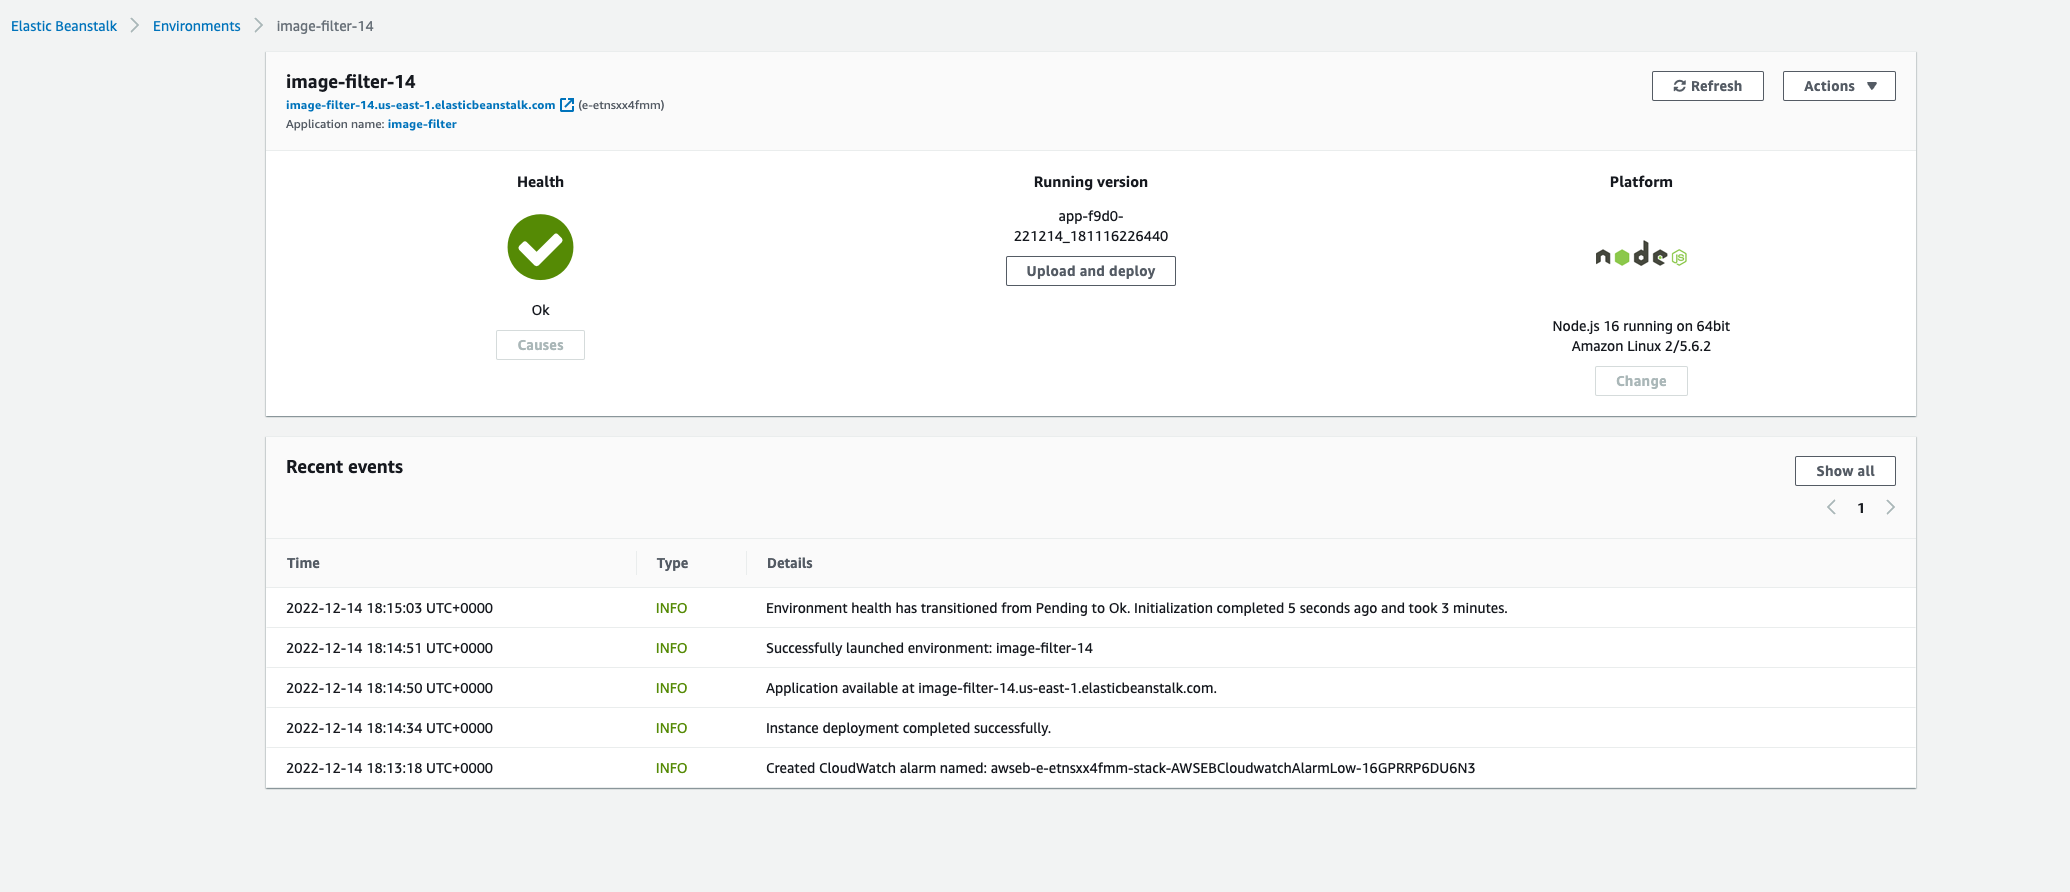 Elastic Beanstalk Environments image-filter-14
image-filter-14
image-filter-14.us-east-1.elasticbeanstalk.com (e-etnsxx4fmm)
Application name: image-filter
Refresh
Actions
Health
Ok
Causes
Running version
app-f9d0-
221214_181116226440
Upload and deploy
Platform
node JS
Node.js 16 running on 64bit
Amazon Linux 2/5.6.2
Change
Recent events
Show all
1
Time Type Details
2022-12-14 18:15:03 UTC+0000 INFO Environment health has transitioned from Pending to Ok. Initialization completed 5 seconds ago and took 3 minutes.
2022-12-14 18:14:51 UTC+0000 INFO Successfully launched environment: image-filter-14
2022-12-14 18:14:50 UTC+0000 INFO Application available at image-filter-14.us-east-1.elasticbeanstalk.com.
2022-12-14 18:14:34 UTC+0000 INFO Instance deployment completed successfully.
2022-12-14 18:13:18 UTC+0000 INFO Created CloudWatch alarm named: awseb-e-etnsxx4fmm-stack-AWSEBCloudwatchAlarmLow-16GPRRP6DU6N3